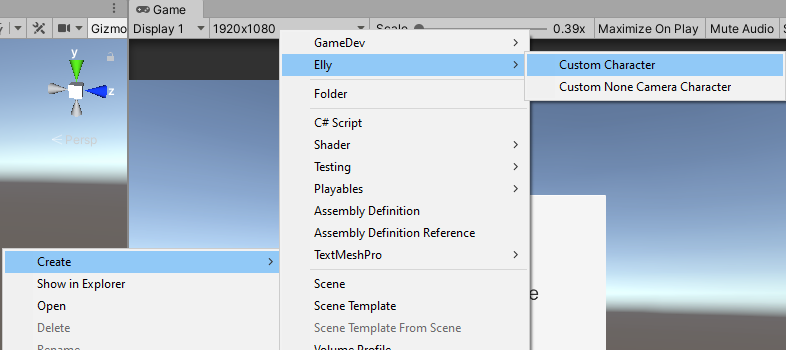 Game
Gizmo
Display 1
1920x1080
Scale
0.39x
Maximize On Play
Mute Audio
y
z
Persp
GameDev
Elly
Folder
C# Script
Shader
Testing
Playables
Assembly Definition
Assembly Definition Reference
TextMeshPro
Scene
Scene Template
Scene Template From Scene
Volume Profile
Custom Character
Custom None Camera Character
Create
Show in Explorer
Open
Delete
Rename